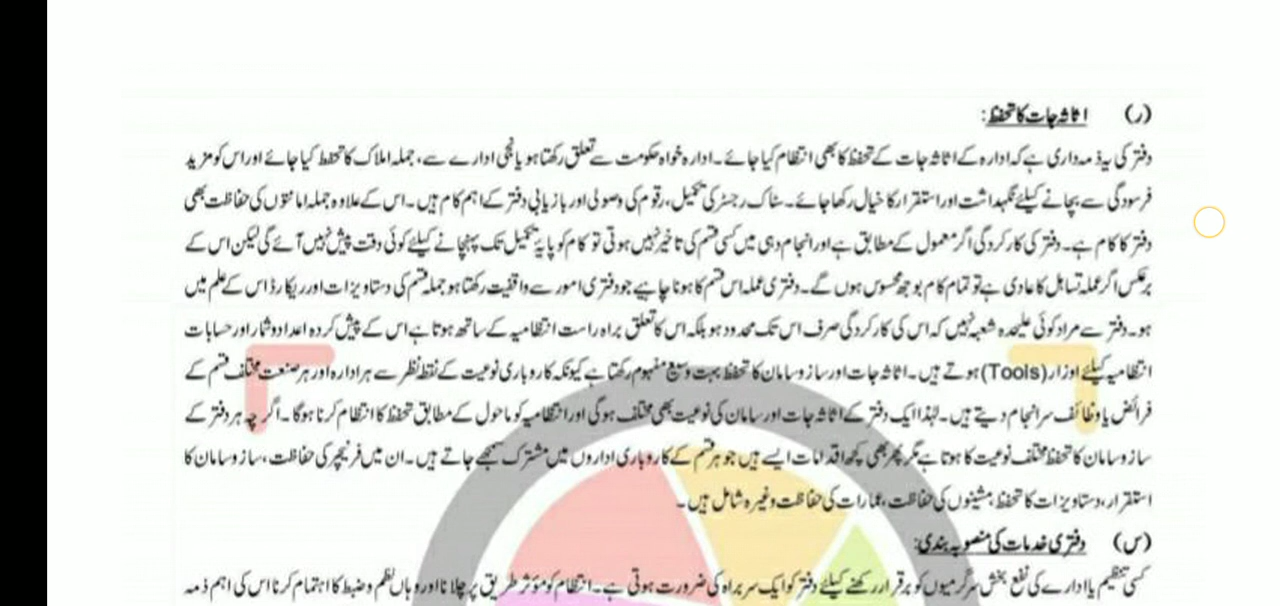 (ر) اثاثہ جات کا تحفظ:
دفتر کی یہ ذمہ داری ہے کہ ادارہ کے اثاثہ جات کے تحفظ کا بھی انتظام کیا جائے۔ ادارہ خواہ حکومت سے تعلق رکھتا ہو یا نجی ادارے سے، جملہ املاک کا تحفظ کیا جائے اور اس کو مزید
فرسودگی سے بچانے کیلئے نگہداشت اور استقرار کا خیال رکھا جائے۔ سٹاک رجسٹر کی تکمیل، رقوم کی وصولی اور بازیابی دفتر کے اہم کام ہیں۔ اس کے علاوہ جملہ امانتوں کی حفاظت بھی
دفتر کا کام ہے۔ دفتر کی کارکردگی اگر معمول کے مطابق ہے اور انجام دہی میں کسی قسم کی تاخیر نہیں ہوتی تو کام کو پایۂ تکمیل تک پہنچانے کیلئے کوئی دقت پیش نہیں آئے گی لیکن اس کے
برعکس اگر عملہ تساہل کا عادی ہے تو تمام کام بوجھ محسوس ہوں گے۔ دفتری عملہ اس قسم کا ہونا چاہیے جو دفتری امور سے واقفیت رکھتا ہو جملہ قسم کی دستاویزات اور ریکارڈ اس کے علم میں
ہو۔ دفتر سے مراد کوئی علیحدہ شعبہ نہیں کہ اس کی کارکردگی صرف اس تک محدود ہو بلکہ اس کا تعلق براہ راست انتظامیہ کے ساتھ ہوتا ہے اس کے پیش کردہ اعداد و شمار اور حسابات
انتظامیہ کیلئے اوزار (Tools) ہوتے ہیں۔ اثاثہ جات اور ساز و سامان کا تحفظ بہت وسیع مفہوم رکھتا ہے کیونکہ کاروباری نوعیت کے نقطہ نظر سے ہر ادارہ اور ہر صنعت مختلف قسم کے
فرائض یا وظائف سرانجام دیتے ہیں۔ لہٰذا ایک دفتر کے اثاثہ جات اور سامان کی نوعیت بھی مختلف ہوگی اور انتظامیہ کو ماحول کے مطابق تحفظ کا انتظام کرنا ہوگا۔ اگرچہ ہر دفتر کے
ساز و سامان کا تحفظ مختلف نوعیت کا ہوتا ہے مگر پھر بھی کچھ اقدامات ایسے ہیں جو ہر قسم کے کاروباری اداروں میں مشترک سمجھے جاتے ہیں۔ ان میں فرنیچر کی حفاظت، ساز و سامان کا
استقرار، دستاویزات کا تحفظ، مشینوں کی حفاظت، عمارات کی حفاظت وغیرہ شامل ہیں۔
(س) دفتری خدمات کی منصوبہ بندی:
کسی تنظیم یا ادارے کی نفع بخش سرگرمیوں کو برقرار رکھنے کیلئے دفتر کو ایک سربراہ کی ضرورت ہوتی ہے۔ انتظام کو مؤثر طریق پر چلانا اور وہاں نظم و ضبط کا اہتمام کرنا اس کی اہم ذمہ